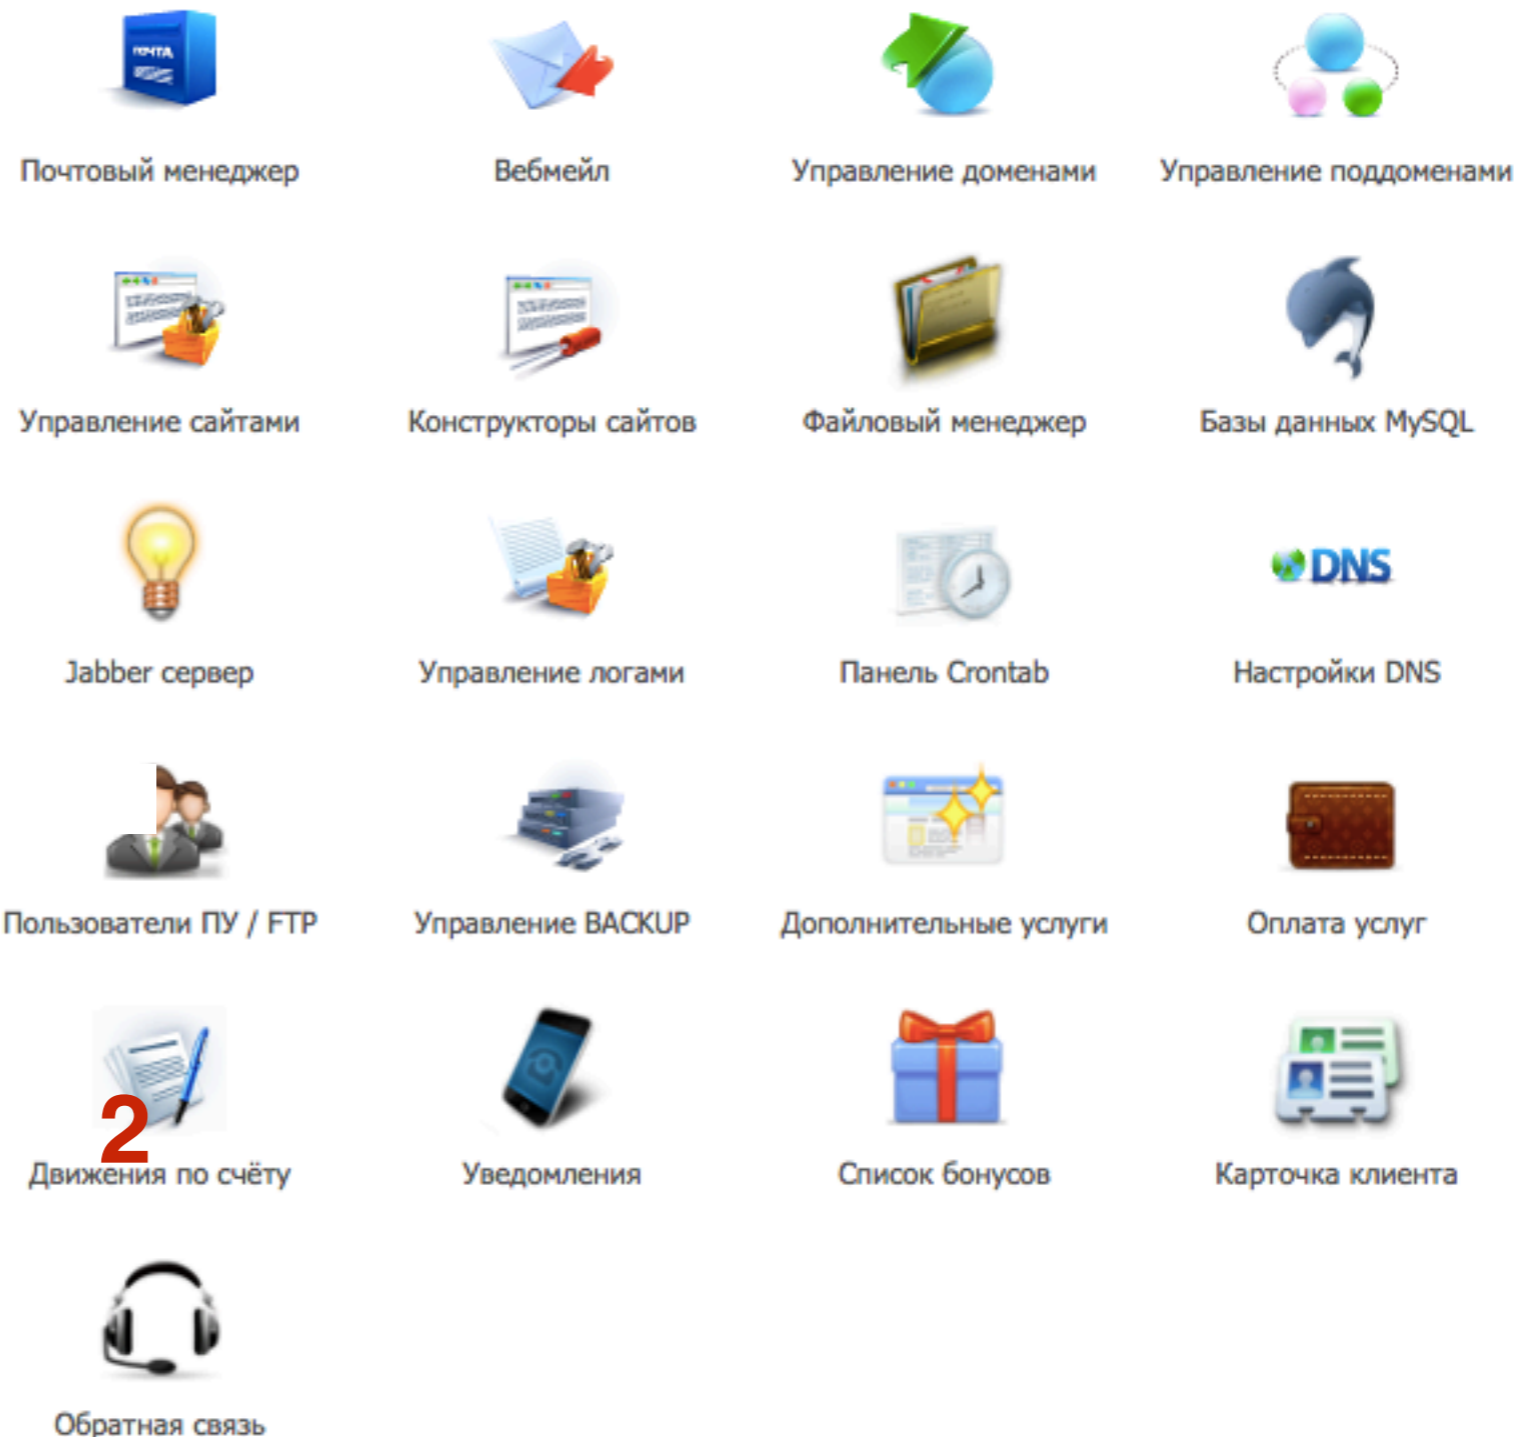 ПОЧТА
Почтовый менеджер
Вебмейл
Управление доменами
Управление поддоменами
Управление сайтами
Конструкторы сайтов
Файловый менеджер
Базы данных MySQL
DNS
Jabber сервер
Управление логами
Панель Crontab
Настройки DNS
Пользователи ПУ / FTP
Управление BACKUP
Дополнительные услуги
Оплата услуг
2
Движения по счёту
Уведомления
Список бонусов
Карточка клиента
Обратная связь